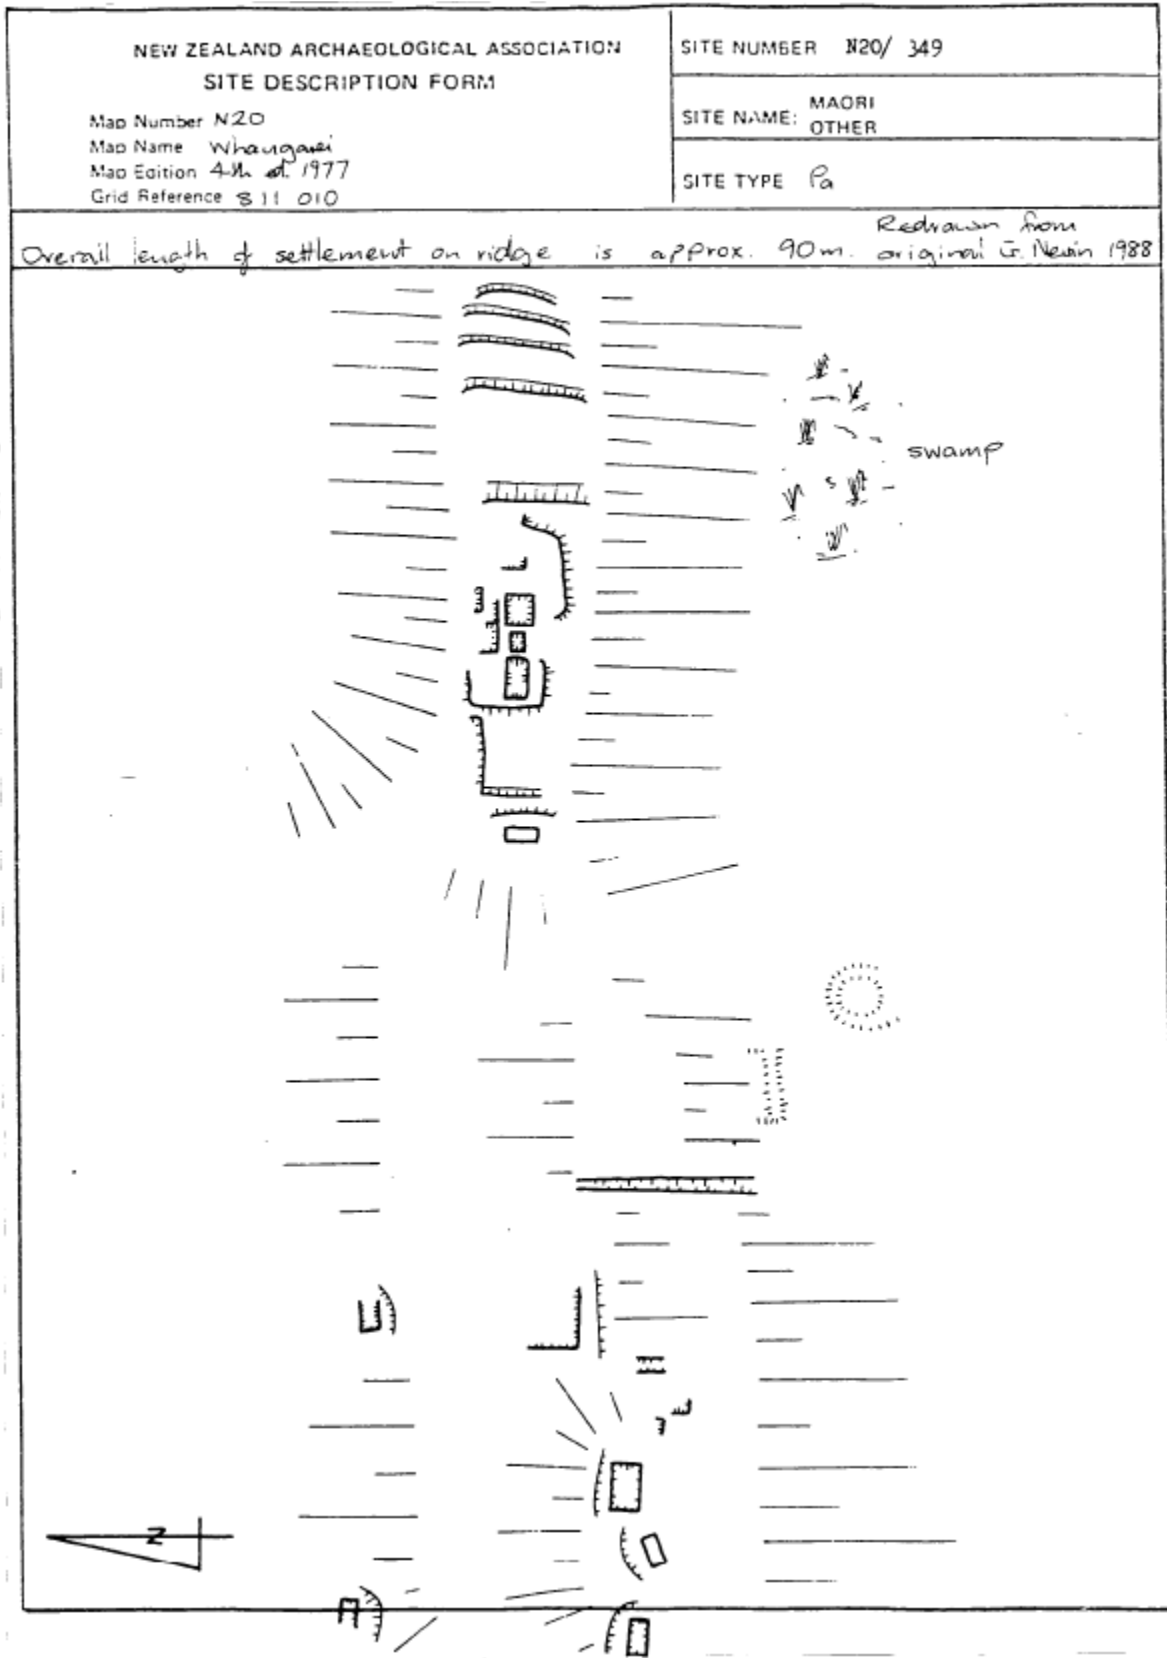 NEW ZEALAND ARCHAEOLOGICAL ASSOCIATION
SITE DESCRIPTION FORM
Map Number N20
Map Name Whangarei
Map Edition 4th ed. 1977
Grid Reference 811 010
SITE NUMBER N20/ 349
SITE NAME: MAORI
OTHER
SITE TYPE Pa
Redrawn from
Overall length of settlement on ridge is approx. 90m. original G. Nevin 1988
swamp
N